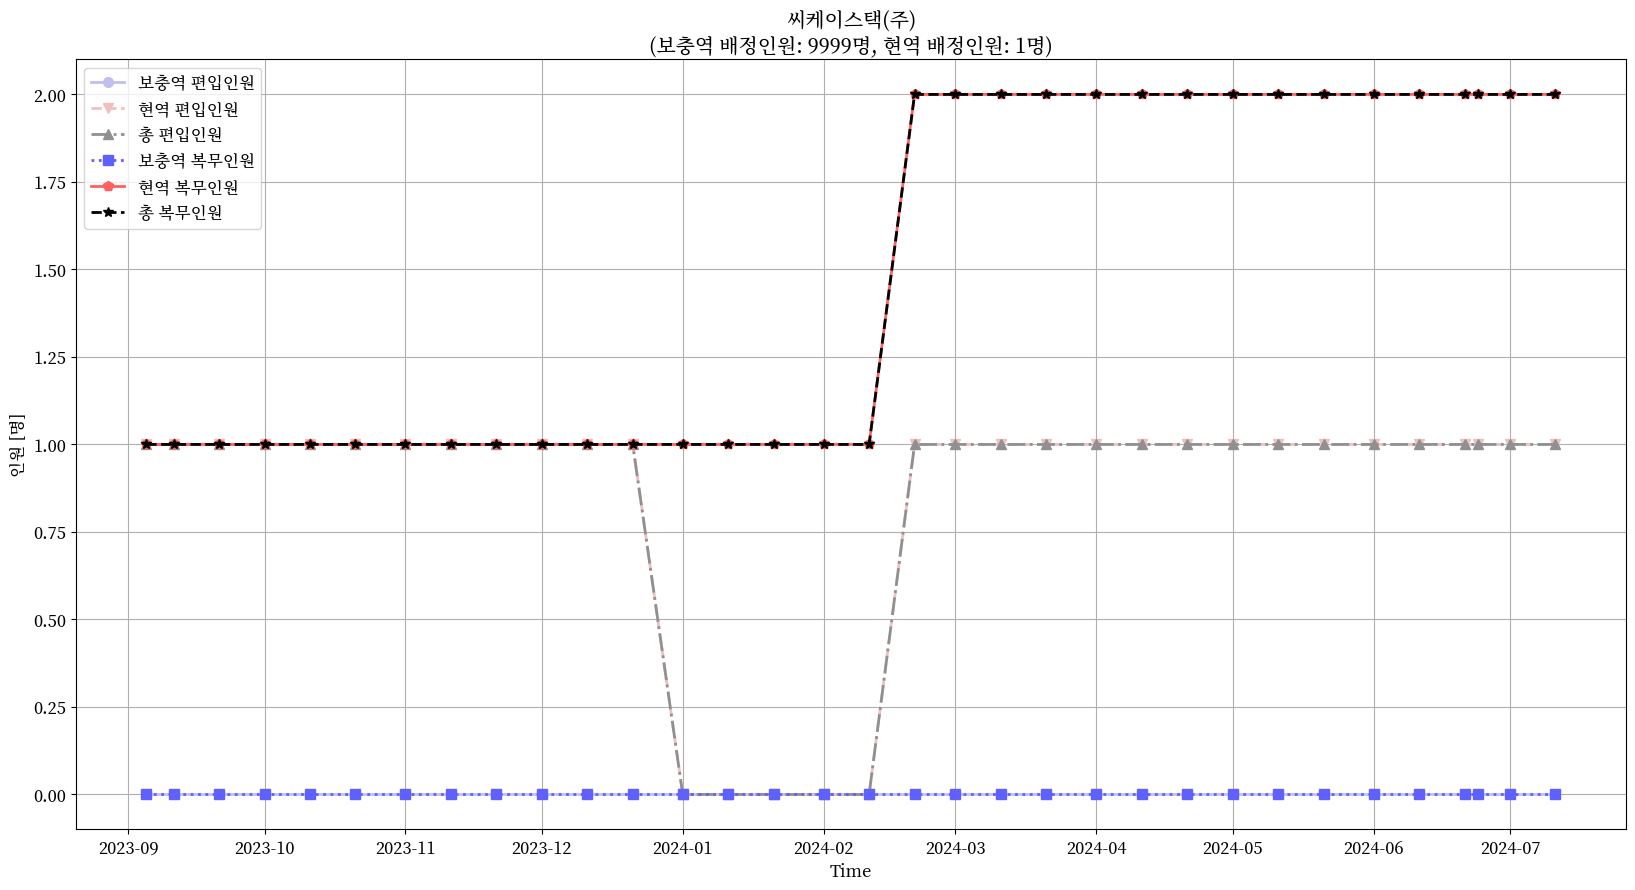 씨케이스택(주)
(보충역 배정인원: 9999명, 현역 배정인원: 1명)
보충역 편입인원
현역 편입인원
총 편입인원
보충역 복무인원
현역 복무인원
총 복무인원
2.00
1.75
1.50
1.25
1.00
0.75
0.50
0.25
0.00
인원 [명]
2023-09 2023-10 2023-11 2023-12 2024-01 2024-02 2024-03 2024-04 2024-05 2024-06 2024-07
Time